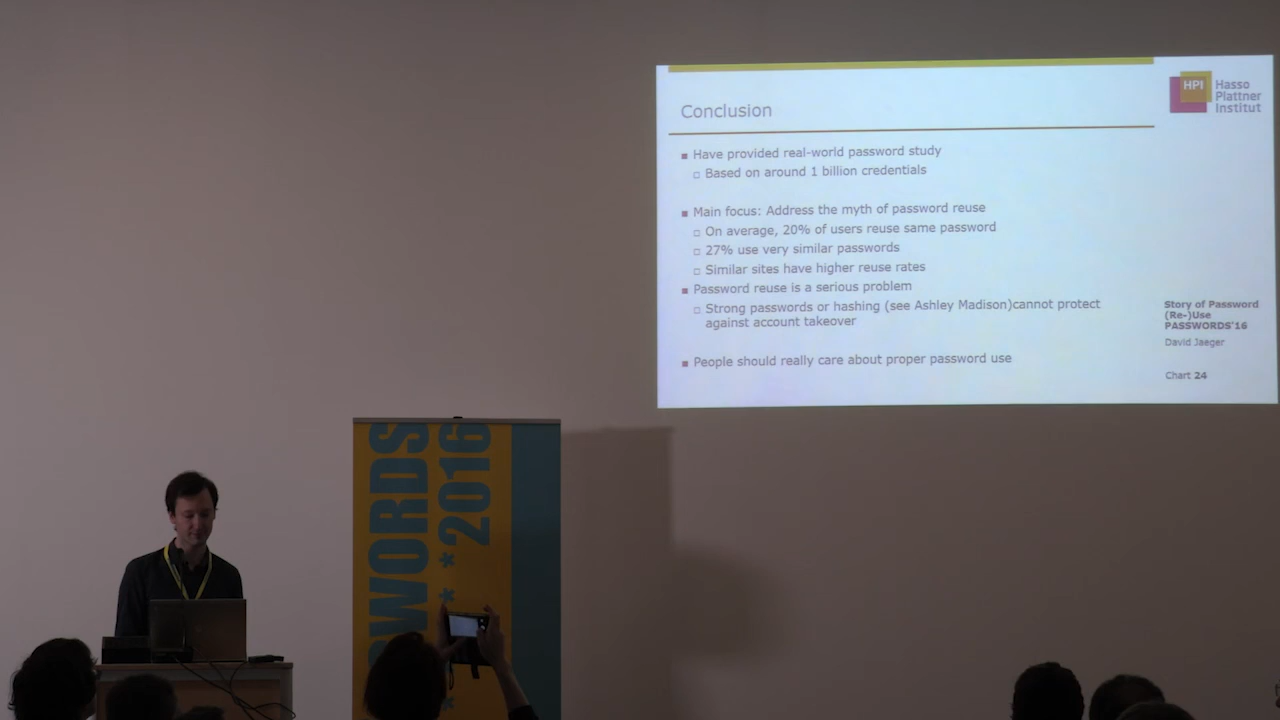 Conclusion
Have provided real-world password study
Based on around 1 billion credentials
Main focus: Address the myth of password reuse
On average, 20% of users reuse same password
27% use very similar passwords
Similar sites have higher reuse rates
Password reuse is a serious problem
Strong passwords or hashing (see Ashley Madison)cannot protect
against account takeover
People should really care about proper password use
HPI
Hasso
Plattner
Institut
Story of Password
(Re-)Use
PASSWORDS'16
David Jaeger
Chart 24
SWORDS
***2016